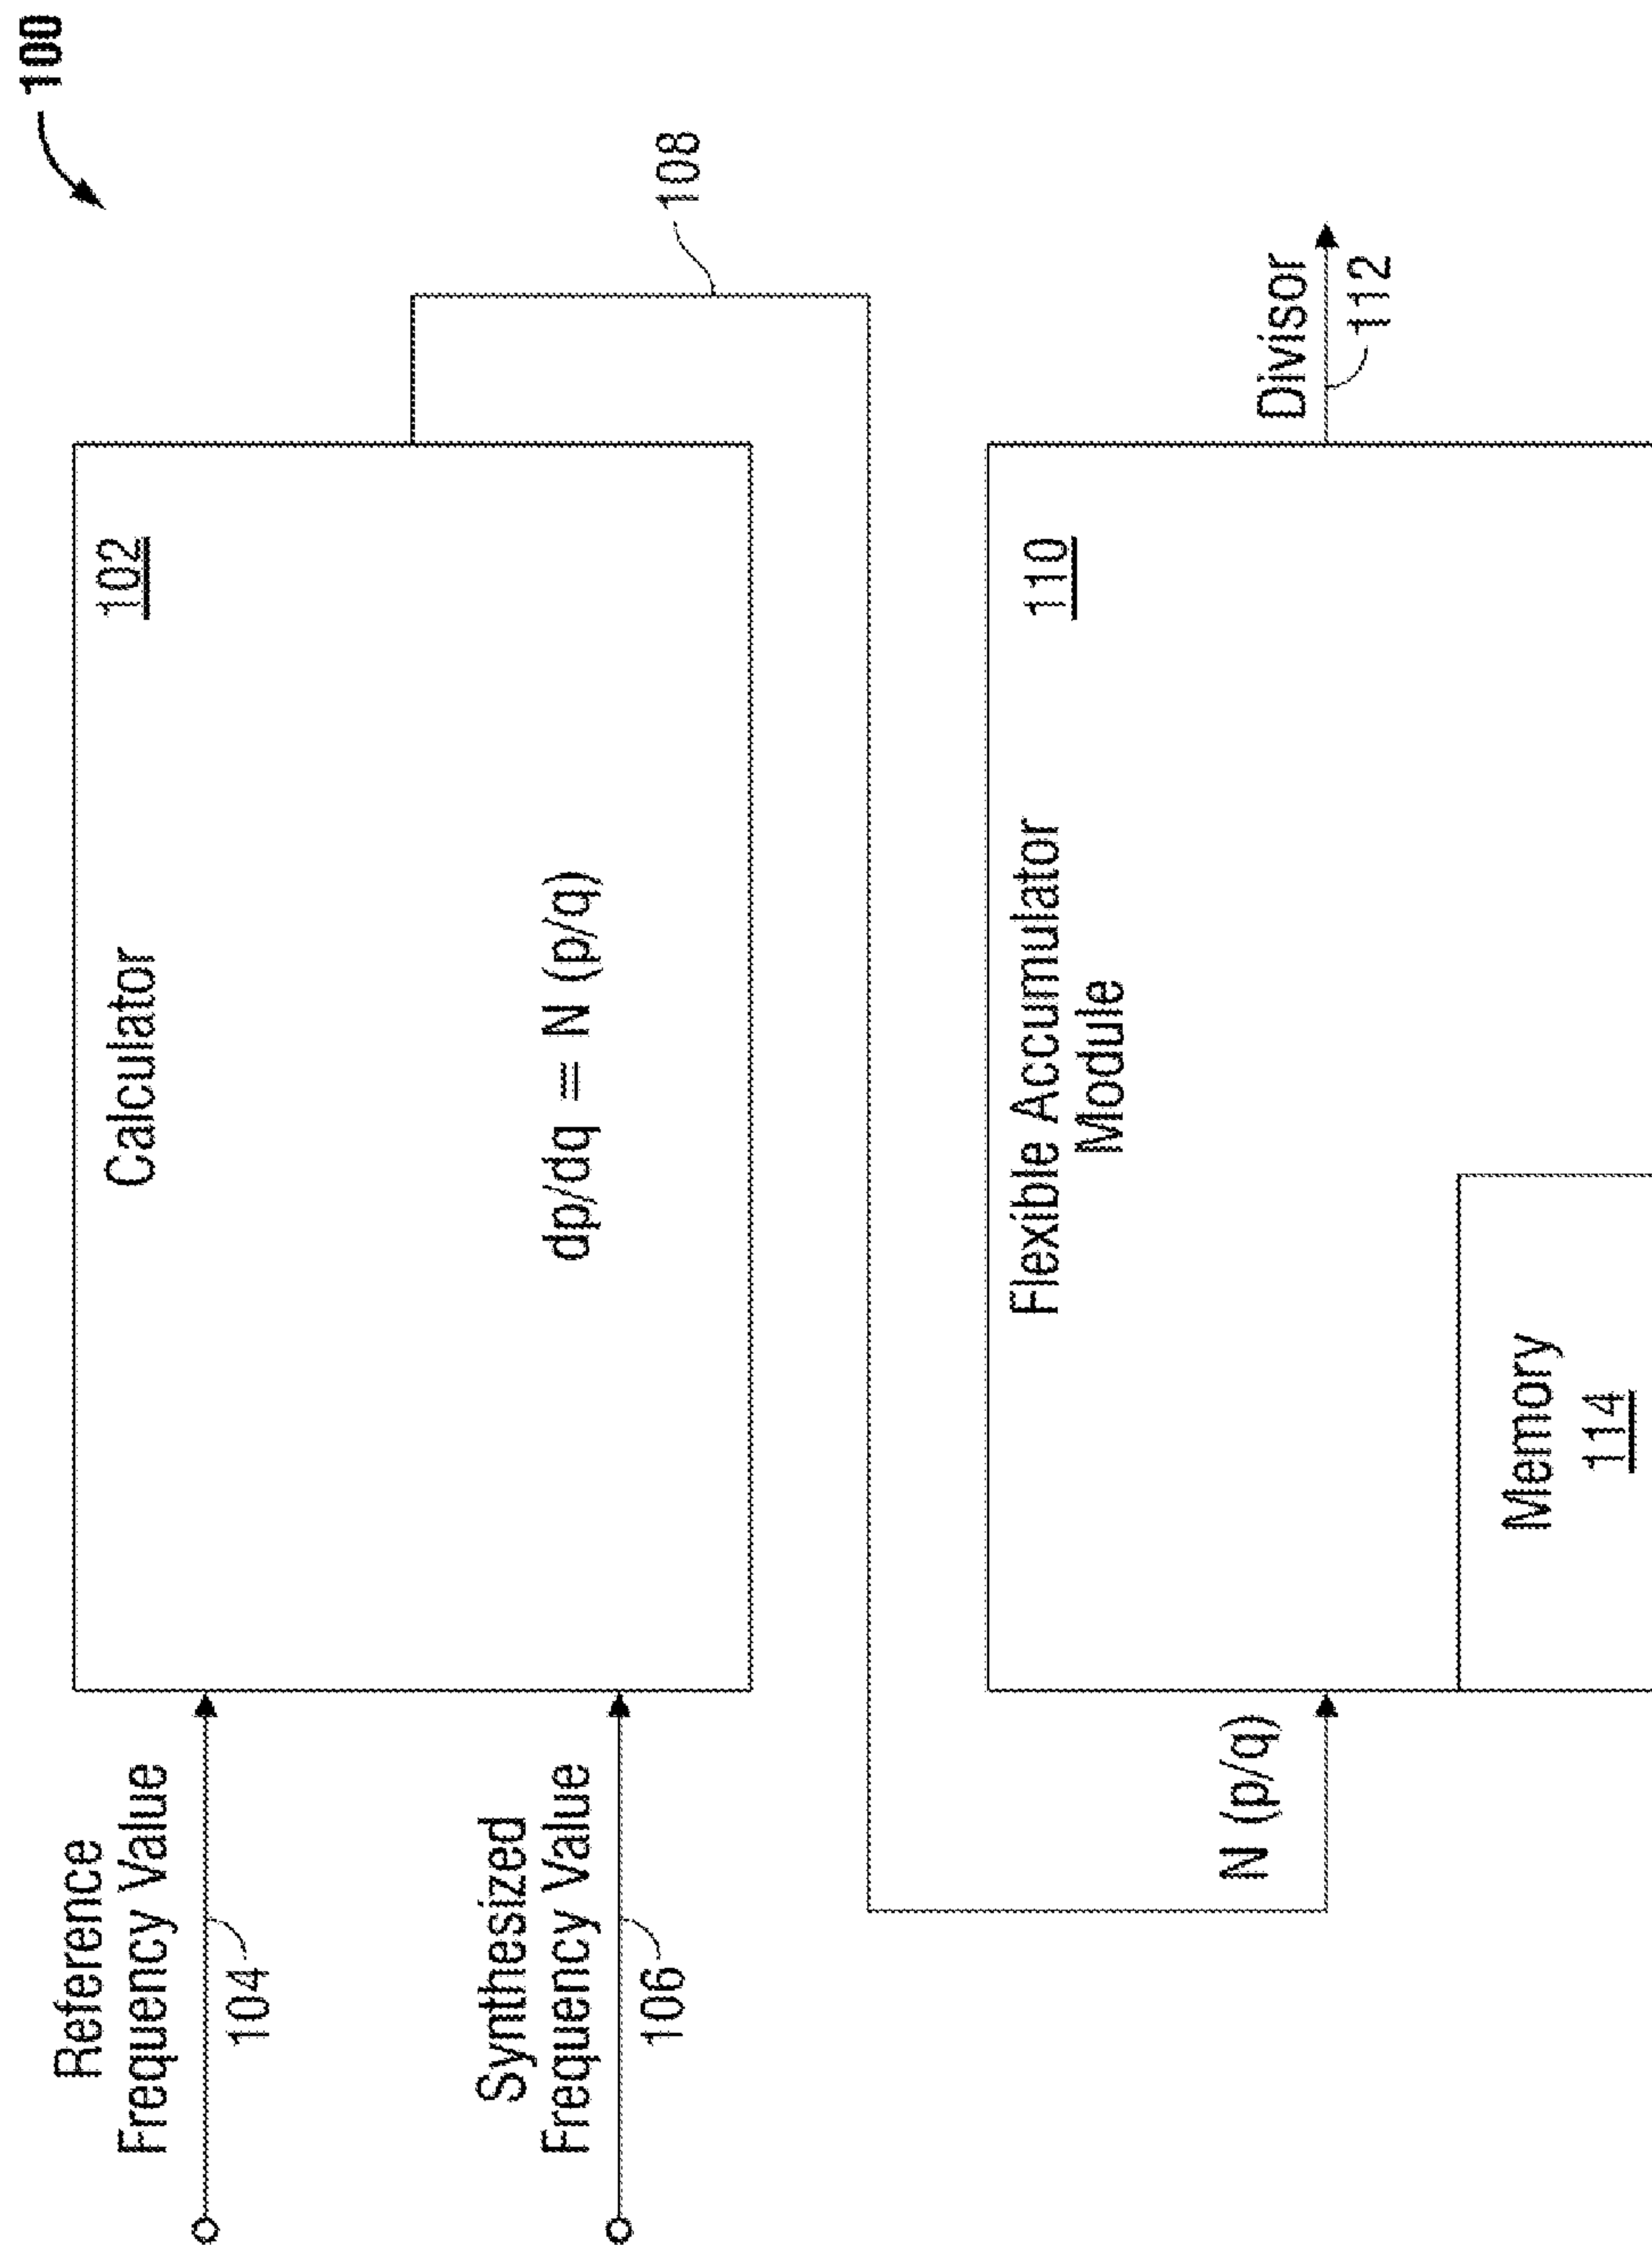 100
Reference
Frequency Value
104
Synthesized
Frequency Value
106
Calculator
102
dp/dq = N (p/q)
108
N (p/q)
Flexible Accumulator
Module
110
Memory
114
Divisor
112